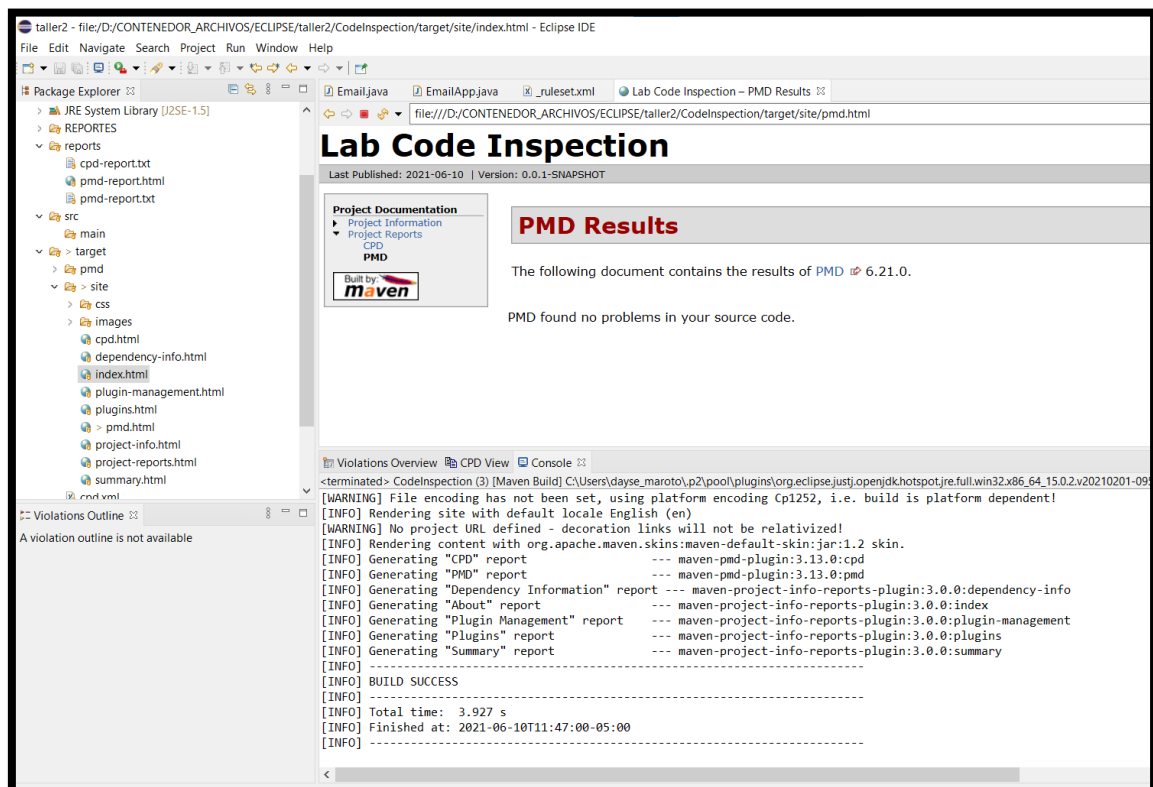 taller2 - file:/D:/CONTENEDOR_ARCHIVOS/ECLIPSE/taller2/CodeInspection/target/site/index.html - Eclipse IDE
File Edit Navigate Search Project Run Window Help
Package Explorer
JRE System Library [J2SE-1.5]
REPORTES
reports
cpd-report.txt
pmd-report.html
pmd-report.txt
src
main
> target
pmd
> site
css
images
cpd.html
dependency-info.html
index.html
plugin-management.html
plugins.html
> pmd.html
project-info.html
project-reports.html
summary.html
cpd.xml
Violations Outline
A violation outline is not available
Email.java
EmailApp.java
_ruleset.xml
Lab Code Inspection – PMD Results
file:///D:/CONTENEDOR_ARCHIVOS/ECLIPSE/taller2/CodeInspection/target/site/pmd.html
Lab Code Inspection
Last Published: 2021-06-10 | Version: 0.0.1-SNAPSHOT
Project Documentation
Project Information
Project Reports
CPD
PMD
Built by:
maven
PMD Results
The following document contains the results of PMD 6.21.0.
PMD found no problems in your source code.
Violations Overview
CPD View
Console
<terminated> CodeInspection (3) [Maven Build] C:\Users\dayse_maroto\.p2\pool\plugins\org.eclipse.justj.openjdk.hotspot.jre.full.win32.x86_64_15.0.2.v20210201-095
[WARNING] File encoding has not been set, using platform encoding Cp1252, i.e. build is platform dependent!
[INFO] Rendering site with default locale English (en)
[WARNING] No project URL defined - decoration links will not be relativized!
[INFO] Rendering content with org.apache.maven.skins:maven-default-skin:jar:1.2 skin.
[INFO] Generating "CPD" report --- maven-pmd-plugin:3.13.0:cpd
[INFO] Generating "PMD" report --- maven-pmd-plugin:3.13.0:pmd
[INFO] Generating "Dependency Information" report --- maven-project-info-reports-plugin:3.0.0:dependency-info
[INFO] Generating "About" report --- maven-project-info-reports-plugin:3.0.0:index
[INFO] Generating "Plugin Management" report --- maven-project-info-reports-plugin:3.0.0:plugin-management
[INFO] Generating "Plugins" report --- maven-project-info-reports-plugin:3.0.0:plugins
[INFO] Generating "Summary" report --- maven-project-info-reports-plugin:3.0.0:summary
[INFO] ------------------------------------------------------------------------
[INFO] BUILD SUCCESS
[INFO] ------------------------------------------------------------------------
[INFO] Total time: 3.927 s
[INFO] Finished at: 2021-06-10T11:47:00-05:00
[INFO] ------------------------------------------------------------------------